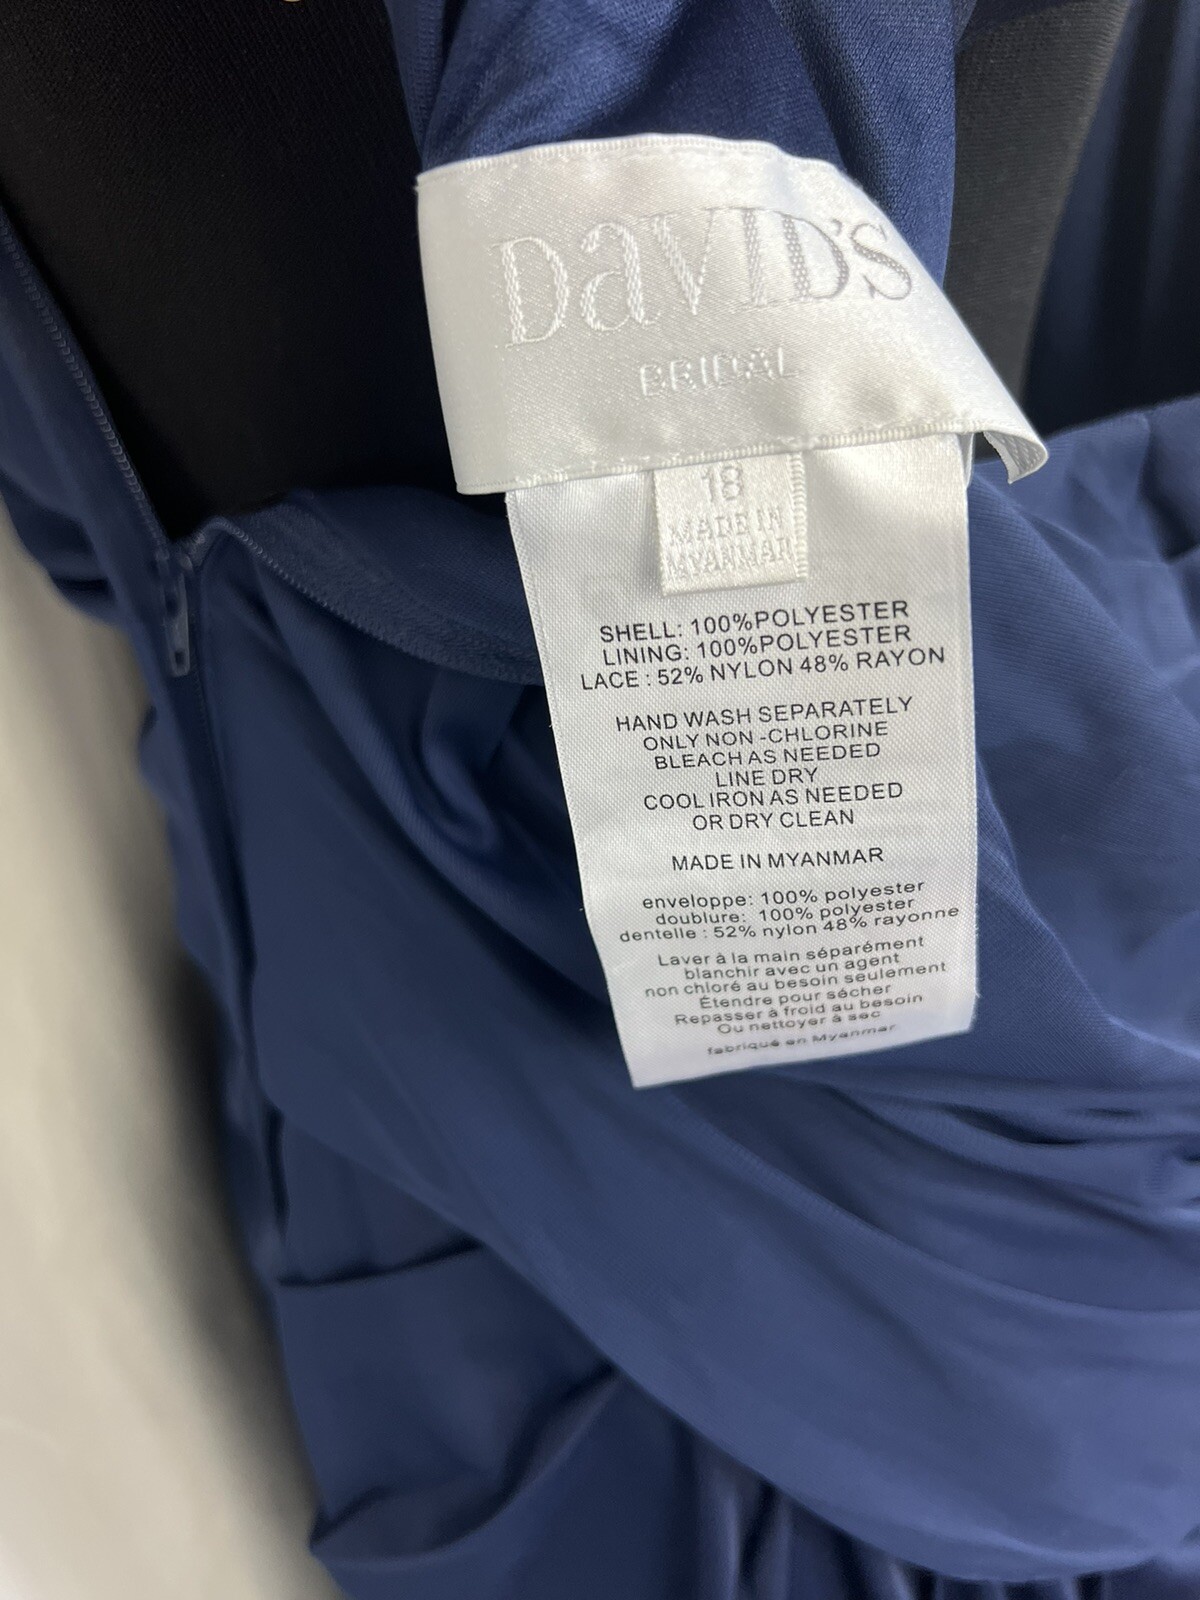 DaVID'S
BRIDAL
18
MADE IN
MYANMAR
SHELL: 100%POLYESTER
LINING: 100%POLYESTER
LACE : 52% NYLON 48% RAYON
HAND WASH SEPARATELY
ONLY NON -CHLORINE
BLEACH AS NEEDED
LINE DRY
COOL IRON AS NEEDED
OR DRY CLEAN
MADE IN MYANMAR
enveloppe: 100% polyester
doublure: 100% polyester
dentelle : 52% nylon 48% rayonne
Laver à la main séparément
blanchir avec un agent
non chloré au besoin seulement
Étendre pour sécher
Repasser à froid au besoin
Ou nettoyer à sec
fabriqué en Myanmar